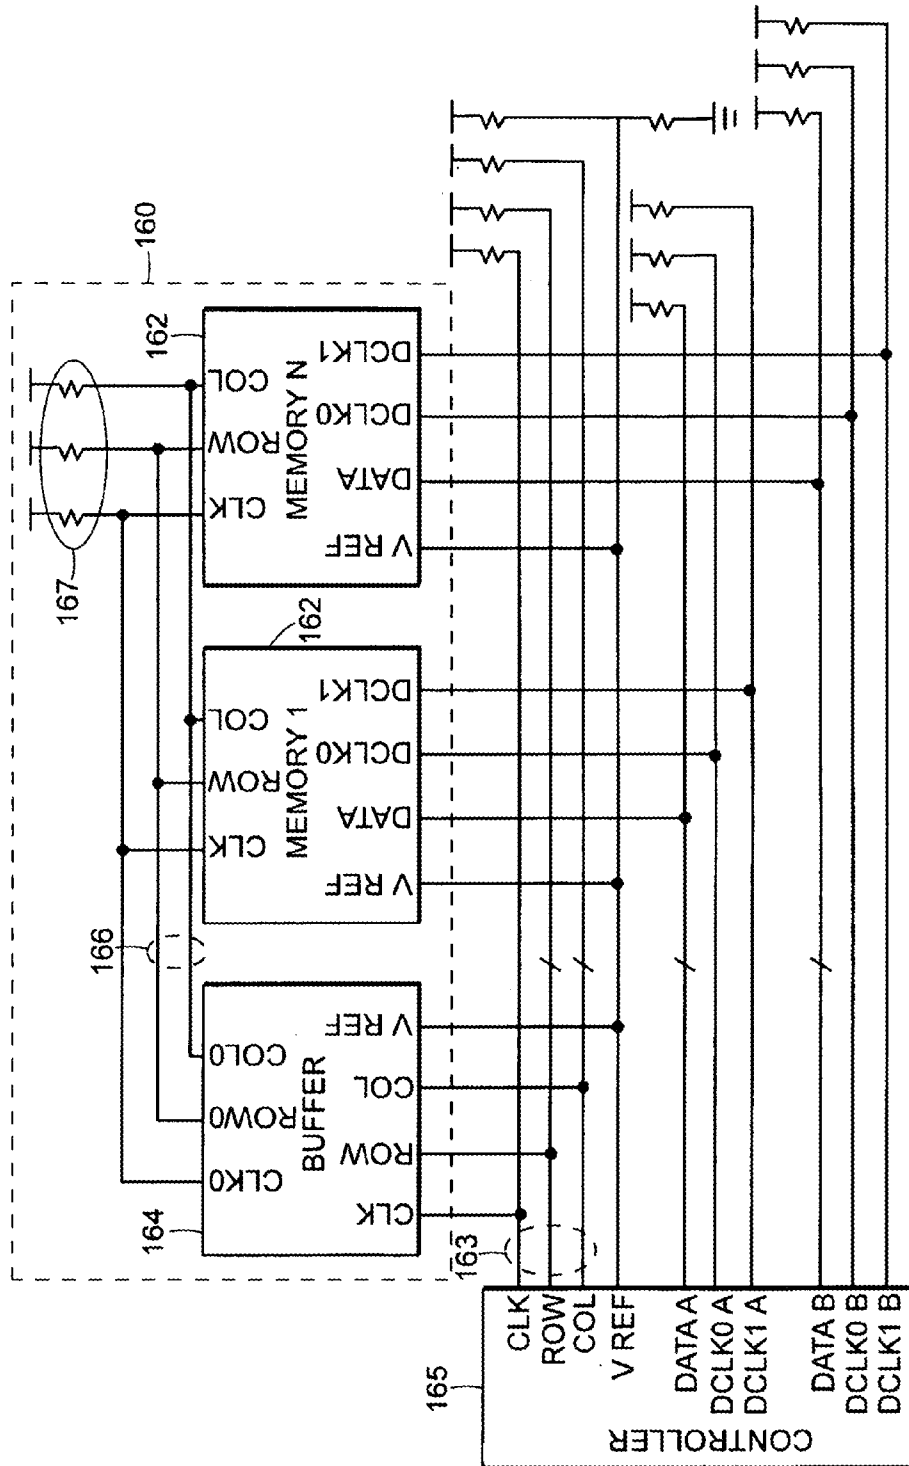 160
167
162
COL
ROW
CLK
MEMORY N
DCLK1
DCLK0
DATA
V REF
162
COL
ROW
CLK
MEMORY 1
DCLK1
DCLK0
DATA
V REF
166
164
COL0
ROW0
CLK0
BUFFER
V REF
COL
ROW
CLK
163
165
CONTROLLER
CLK
ROW
COL
V REF
DATA A
DCLK0 A
DCLK1 A
DATA B
DCLK0 B
DCLK1 B